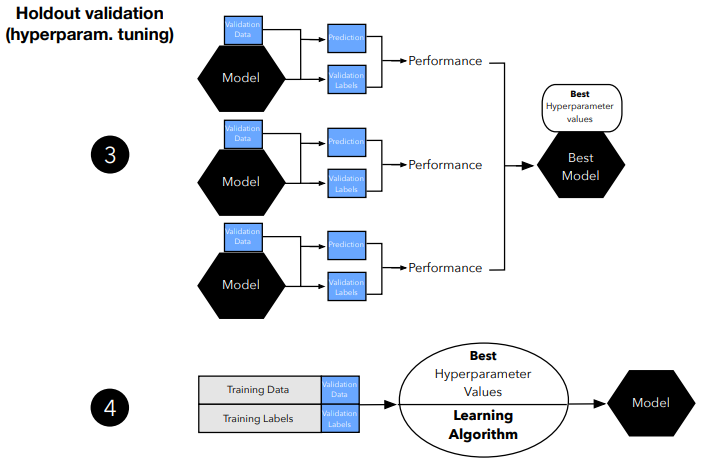 Holdout validation
(hyperparam. tuning)
Validation
Data
Model
Prediction
Validation
Labels
Performance
3
Validation
Data
Model
Prediction
Validation
Labels
Performance
Validation
Data
Model
Prediction
Validation
Labels
Performance
Best
Hyperparameter
values
Best
Model
4
Training Data
Validation
Data
Training Labels
Validation
Labels
Best
Hyperparameter
Values
Learning
Algorithm
Model